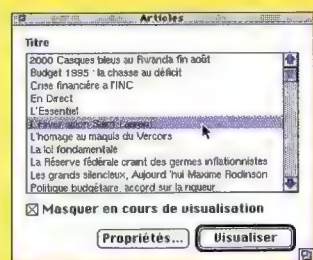 Articles
Titre
2000 Casques bleus au Rwanda fin août
Budget 1995 : la chasse au déficit
Crise financière a l'INC
En Direct
L'Essentiel
L'homage au maquis du Vercors
La loi fondamentale
La Réserve fédérale craint des germes inflationnistes
Les grands silencieux, Aujourd 'hui Maxime Rodinson
Politique budgétaire, accord sur la rigueur
Masquer en cours de visualisation
Propriétés...
Visualiser